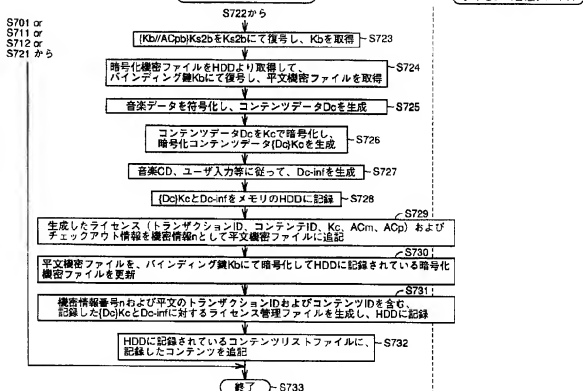 S722から
S701 or
S711 or
S712 or
S721 から
{Kb//ACpb}Ks2bをKs2bにて復号し、Kbを取得
S723
暗号化機密ファイルをHDDより取得して、
バインディング鍵Kbにて復号し、平文機密ファイルを取得
S724
音楽データを符号化し、コンテンツデータDcを生成
S725
コンテンツデータDcをKcで暗号化し、
暗号化コンテンツデータ{Dc}Kcを生成
S726
音楽CD、ユーザ入力等に従って、Dc-infを生成
S727
{Dc}KcとDc-infをメモリのHDDに記録
S728
S729
生成したライセンス（トランザクションID、コンテンツID、Kc、ACm、ACp）および
チェックアウト情報を機密情報nとして平文機密ファイルに追記
S730
平文機密ファイルを、バインディング鍵Kbにて暗号化してHDDに記録されている暗号化
機密ファイルを更新
S731
機密情報番号nおよび平文のトランザクションIDおよびコンテンツIDを含む、
記録した{Dc}KcとDc-infに対するライセンス管理ファイルを生成し、HDDに記録
HDDに記録されているコンテンツリストファイルに、
記録したコンテンツを追記
S732
終了
S733